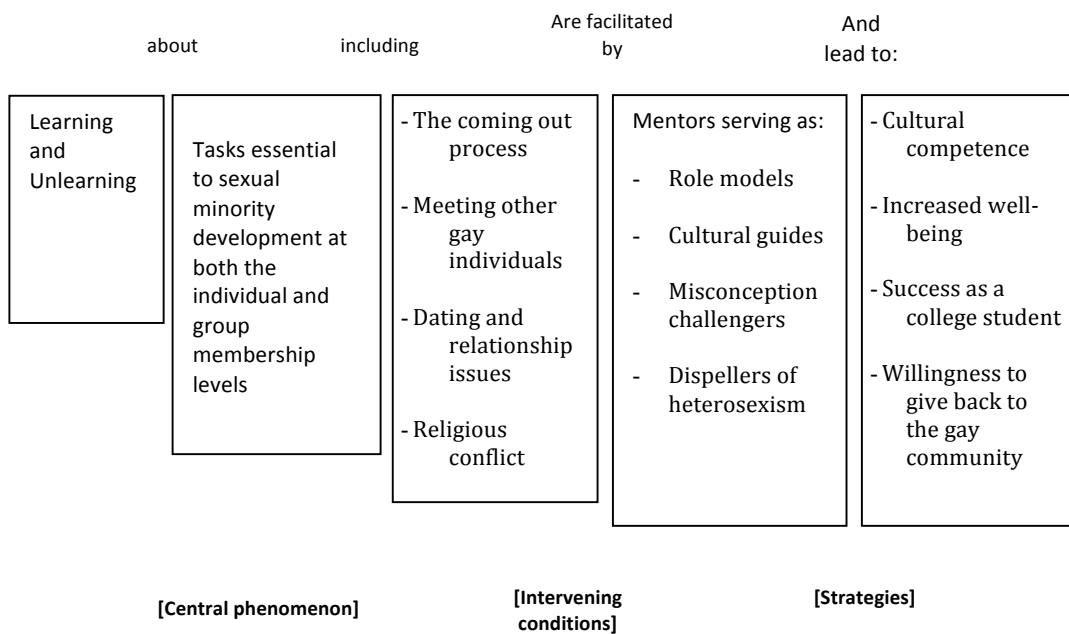 about
including
Are facilitated
by
And
lead to:
Learning
and
Unlearning
Tasks essential
to sexual
minority
development at
both the
individual and
group
membership
levels
- The coming out
process
- Meeting other
gay
individuals
- Dating and
relationship
issues
- Religious
conflict
Mentors serving as:
- Role models
- Cultural guides
- Misconception
challengers
- Dispellers of
heterosexism
- Cultural
competence
- Increased well-
being
- Success as a
college student
- Willingness to
give back to
the gay
community
[Central phenomenon]
[Intervening
conditions]
[Strategies]